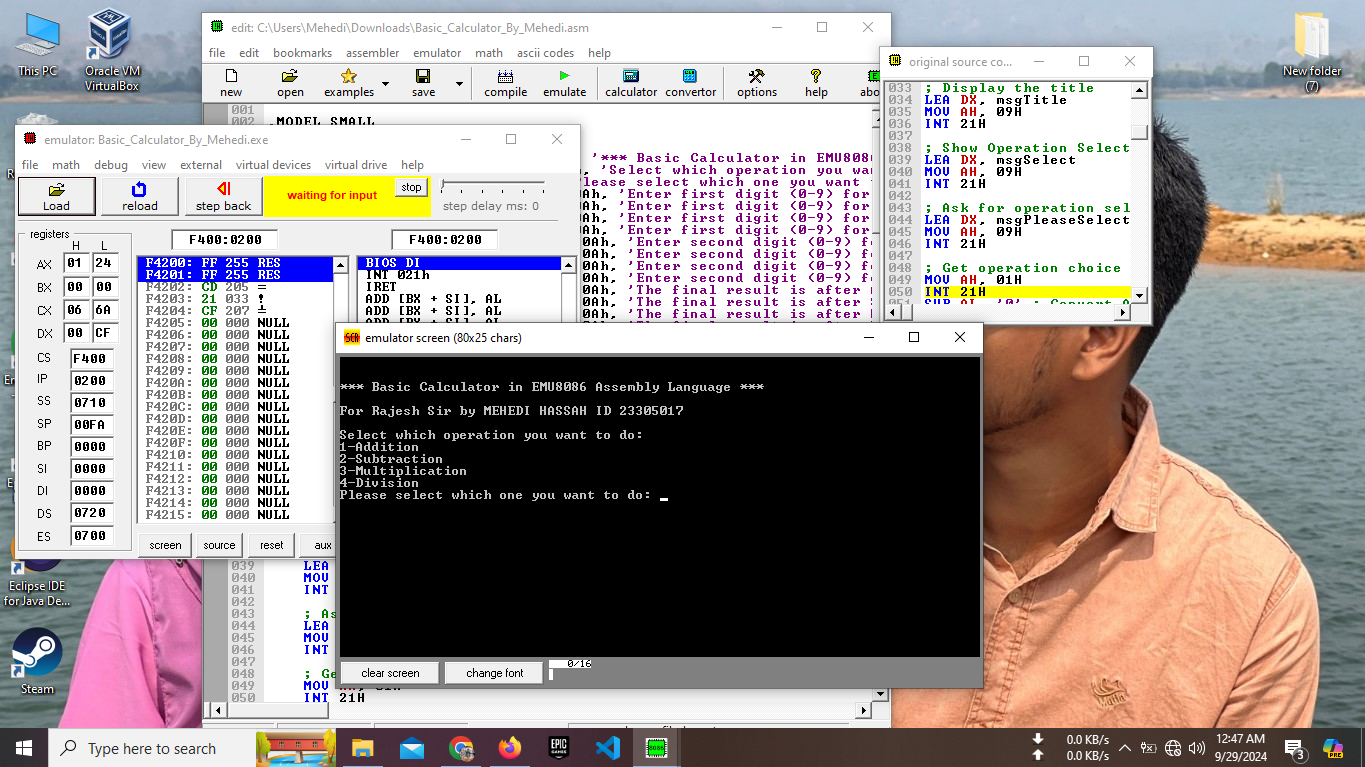 This PC
Oracle VM
VirtualBox
New folder
(7)
Eclipse IDE
for Java De...
Steam
edit: C:\Users\Mehedi\Downloads\Basic_Calculator_By_Mehedi.asm
file edit bookmarks assembler emulator math ascii codes help
new open examples save compile emulate calculator convertor options help
001
002
.MODEL SMALL
'*** Basic Calculator in EMU808
, 'Select which operation you wa
lease select which one you want
0Ah, 'Enter first digit (0-9) for
0Ah, 'Enter first digit (0-9) for
0Ah, 'Enter first digit (0-9) for
0Ah, 'Enter first digit (0-9) for
0Ah, 'Enter second digit (0-9) f
0Ah, 'Enter second digit (0-9) f
0Ah, 'Enter second digit (0-9) f
0Ah, 'Enter second digit (0-9) f
0Ah, 'The final result is after
0Ah, 'The final result is after
0Ah, 'The final result is after
0Ah, 'The final result is after
039 LEA
040 MOV
041 INT
042
043 ; As
044 LEA
045 MOV
046 INT
047
048 ; Ge
049 MOV AH, 01H
050 INT 21H
original source co...
033 ; Display the title
034 LEA DX, msgTitle
035 MOV AH, 09H
036 INT 21H
037
038 ; Show Operation Select
039 LEA DX, msgSelect
040 MOV AH, 09H
041 INT 21H
042
043 ; Ask for operation sel
044 LEA DX, msgPleaseSelect
045 MOV AH, 09H
046 INT 21H
047
048 ; Get operation choice
049 MOV AH, 01H
050 INT 21H
emulator: Basic_Calculator_By_Mehedi.exe
file math debug view external virtual devices virtual drive help
Load reload step back waiting for input stop step delay ms: 0
registers
H L
F400:0200 F400:0200
AX 01 24
BX 00 00
CX 06 6A
DX 00 CF
CS F400
IP 0200
SS 0710
SP 00FA
BP 0000
SI 0000
DI 0000
DS 0720
ES 0700
F4200: FF 255 RES
F4201: FF 255 RES
F4202: CD 205 =
F4203: 21 033 !
F4204: CF 207 ╧
F4205: 00 000 NULL
F4206: 00 000 NULL
F4207: 00 000 NULL
F4208: 00 000 NULL
F4209: 00 000 NULL
F420A: 00 000 NULL
F420B: 00 000 NULL
F420C: 00 000 NULL
F420D: 00 000 NULL
F420E: 00 000 NULL
F420F: 00 000 NULL
F4210: 00 000 NULL
F4211: 00 000 NULL
F4212: 00 000 NULL
F4213: 00 000 NULL
F4214: 00 000 NULL
F4215: 00 000 NULL
BIOS DI
INT 021h
IRET
ADD [BX + SI], AL
ADD [BX + SI], AL
ADD [BX + SI], AL
screen source reset aux
emulator screen (80x25 chars)
*** Basic Calculator in EMU8086 Assembly Language ***
For Rajesh Sir by MEHEDI HASSAH ID 23305017
Select which operation you want to do:
1-Addition
2-Subtraction
3-Multiplication
4-Division
Please select which one you want to do:
clear screen change font 0/16
Type here to search
EPIC
GAMES
8086
0.0 KB/s
0.0 KB/s
12:47 AM
9/29/2024
3
PRE